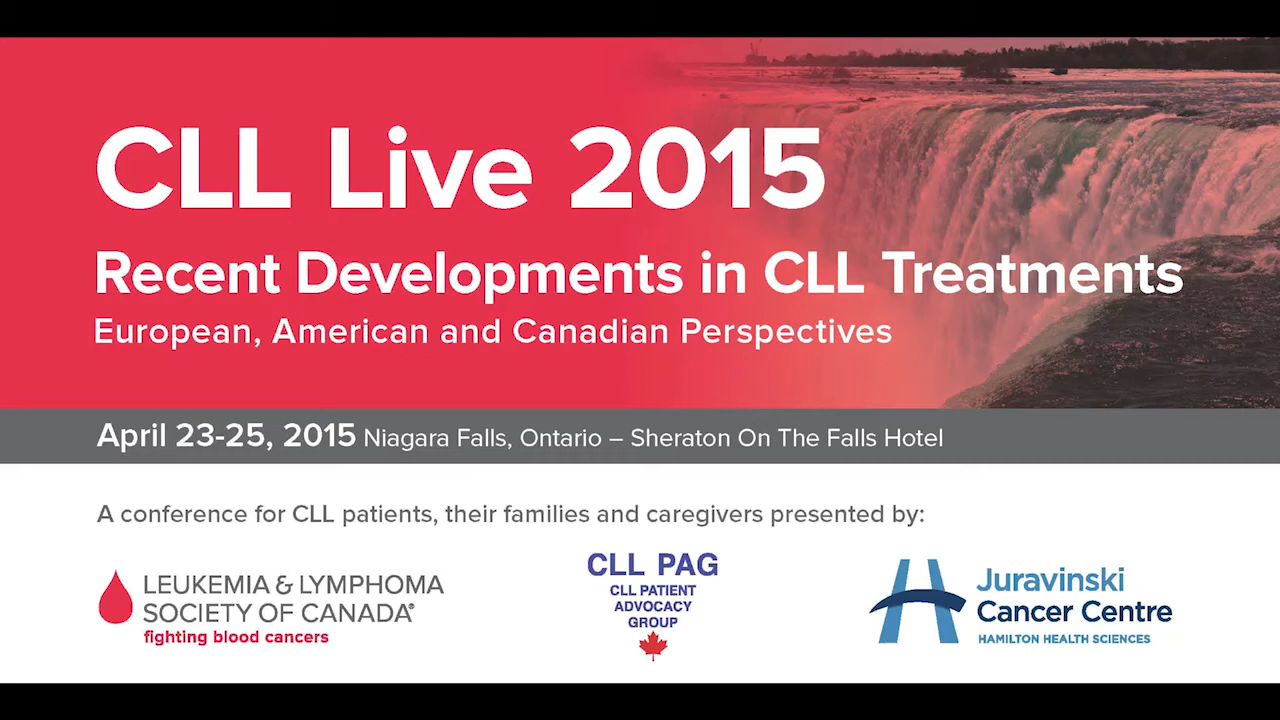 CLL Live 2015
Recent Developments in CLL Treatments
European, American and Canadian Perspectives
April 23-25, 2015 Niagara Falls, Ontario – Sheraton On The Falls Hotel
A conference for CLL patients, their families and caregivers presented by:
LEUKEMIA & LYMPHOMA
SOCIETY OF CANADA®
fighting blood cancers
CLL PAG
CLL PATIENT
ADVOCACY
GROUP
Juravinski
Cancer Centre
HAMILTON HEALTH SCIENCES